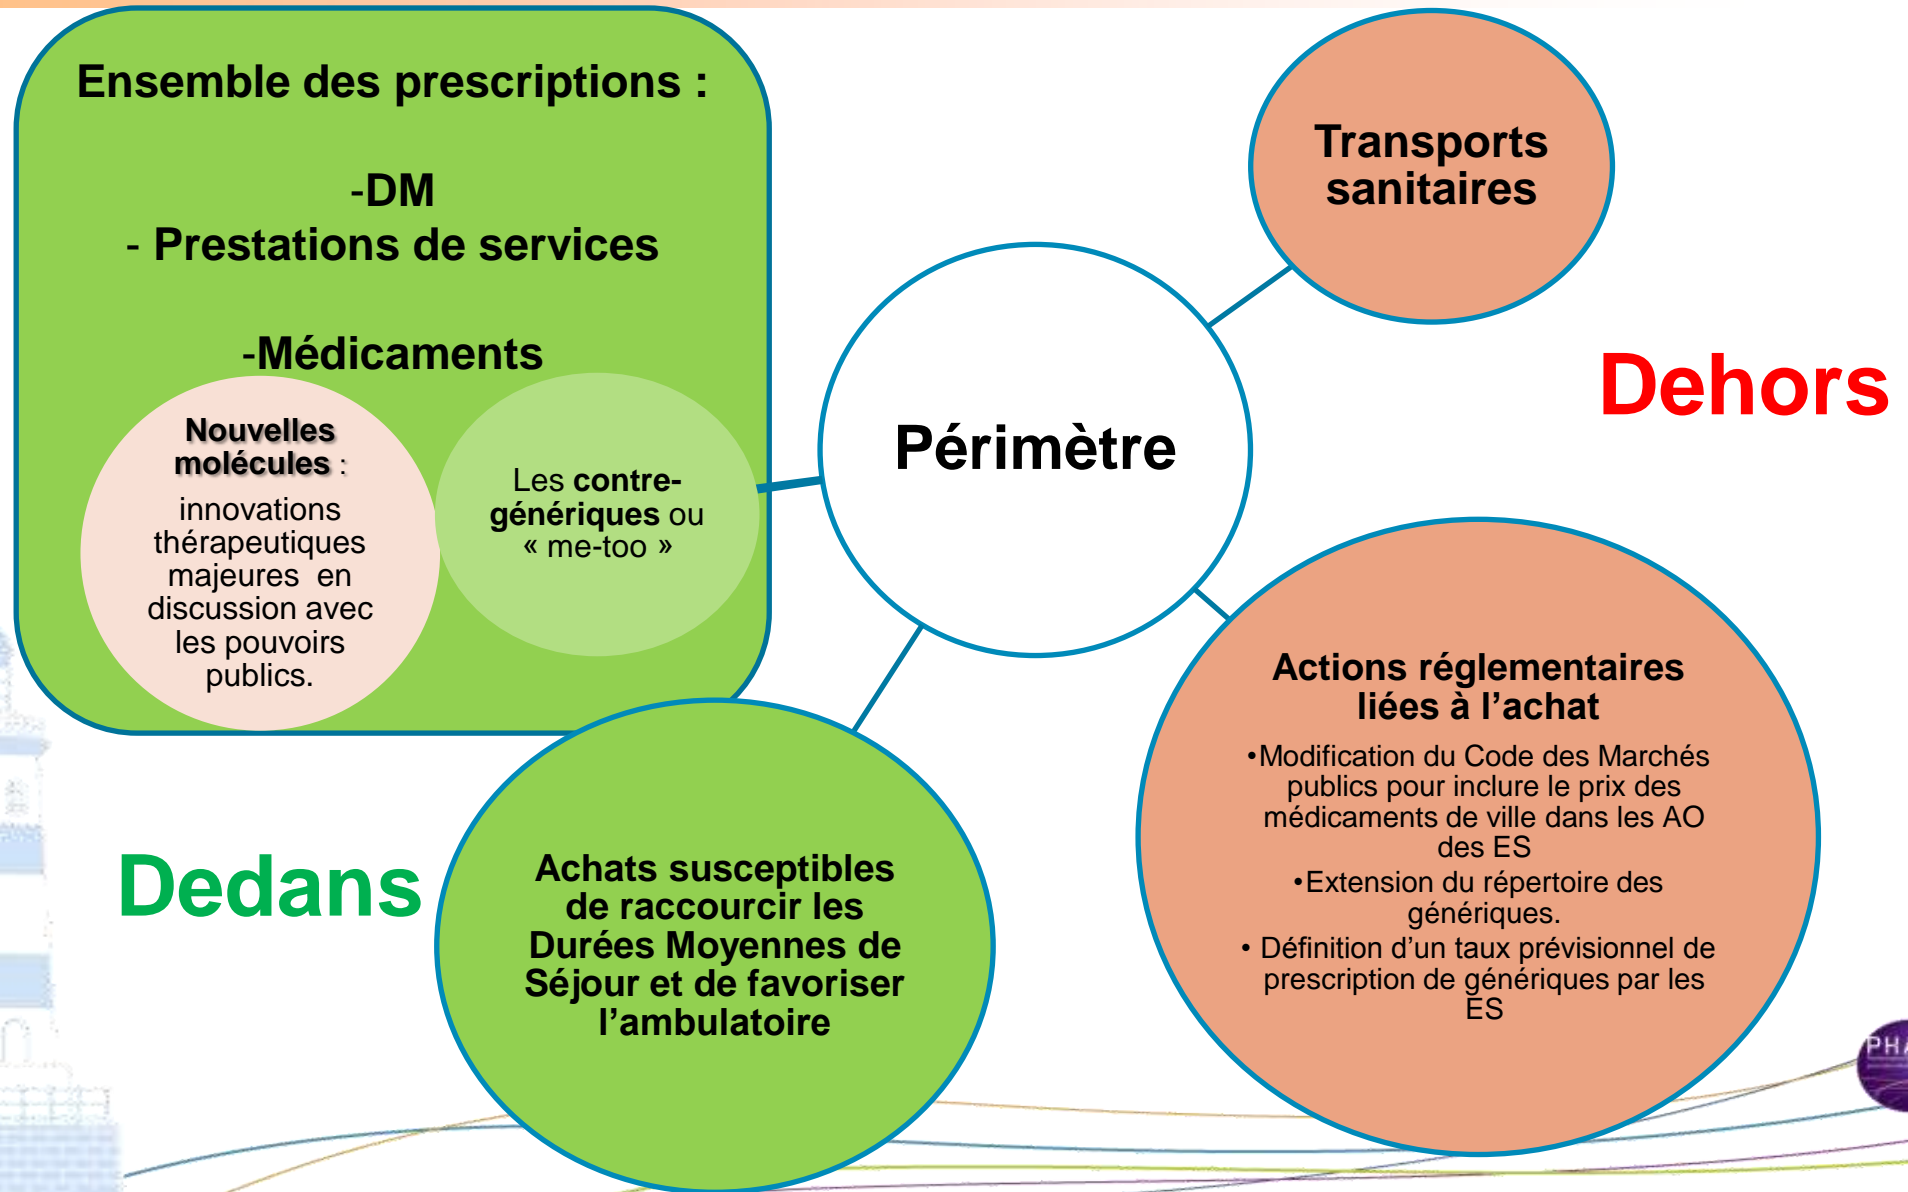 Ensemble des prescriptions :
-DM
- Prestations de services
-Médicaments
Nouvelles
molécules :
innovations
thérapeutiques
majeures en
discussion avec
les pouvoirs
publics.
Les contre-
génériques ou
« me-too »
Périmètre
Transports
sanitaires
Dehors
Dedans
Achats susceptibles
de raccourcir les
Durées Moyennes de
Séjour et de favoriser
l’ambulatoire
Actions réglementaires
liées à l’achat
•Modification du Code des Marchés
publics pour inclure le prix des
médicaments de ville dans les AO
des ES
•Extension du répertoire des
génériques.
• Définition d’un taux prévisionnel de
prescription de génériques par les
ES